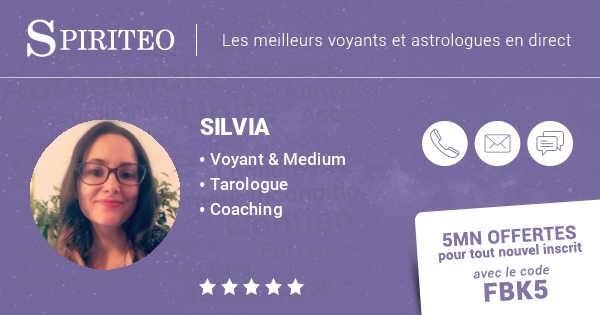 SPIRITEO
Les meilleurs voyants et astrologues en direct
SILVIA
• Voyant & Medium
• Tarologue
• Coaching
5MN OFFERTES
pour tout nouvel inscrit
avec le code
FBK5